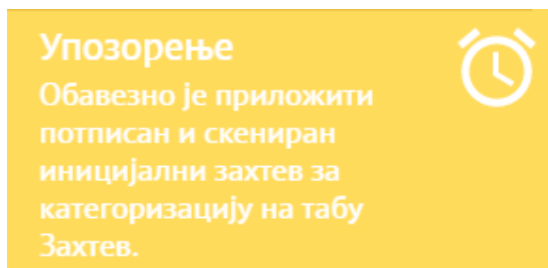 Упозорење
Обавезно је приложити
потписан и скениран
иницијални захтев за
категоризацију на табу
Захтев.